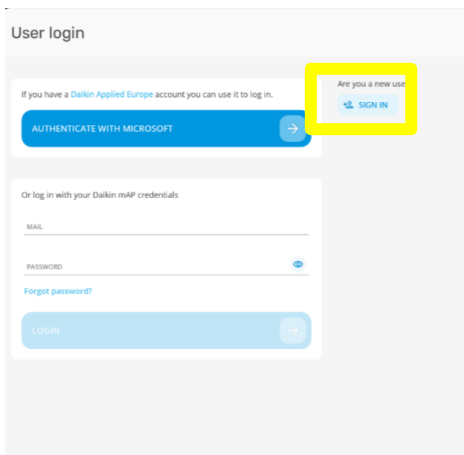 User login
If you have a Daikin Applied Europe account you can use it to log in.
AUTHENTICATE WITH MICROSOFT
Are you a new use
SIGN IN
Or log in with your Daikin mAP credentials
MAIL
PASSWORD
Forgot password?
LOGIN